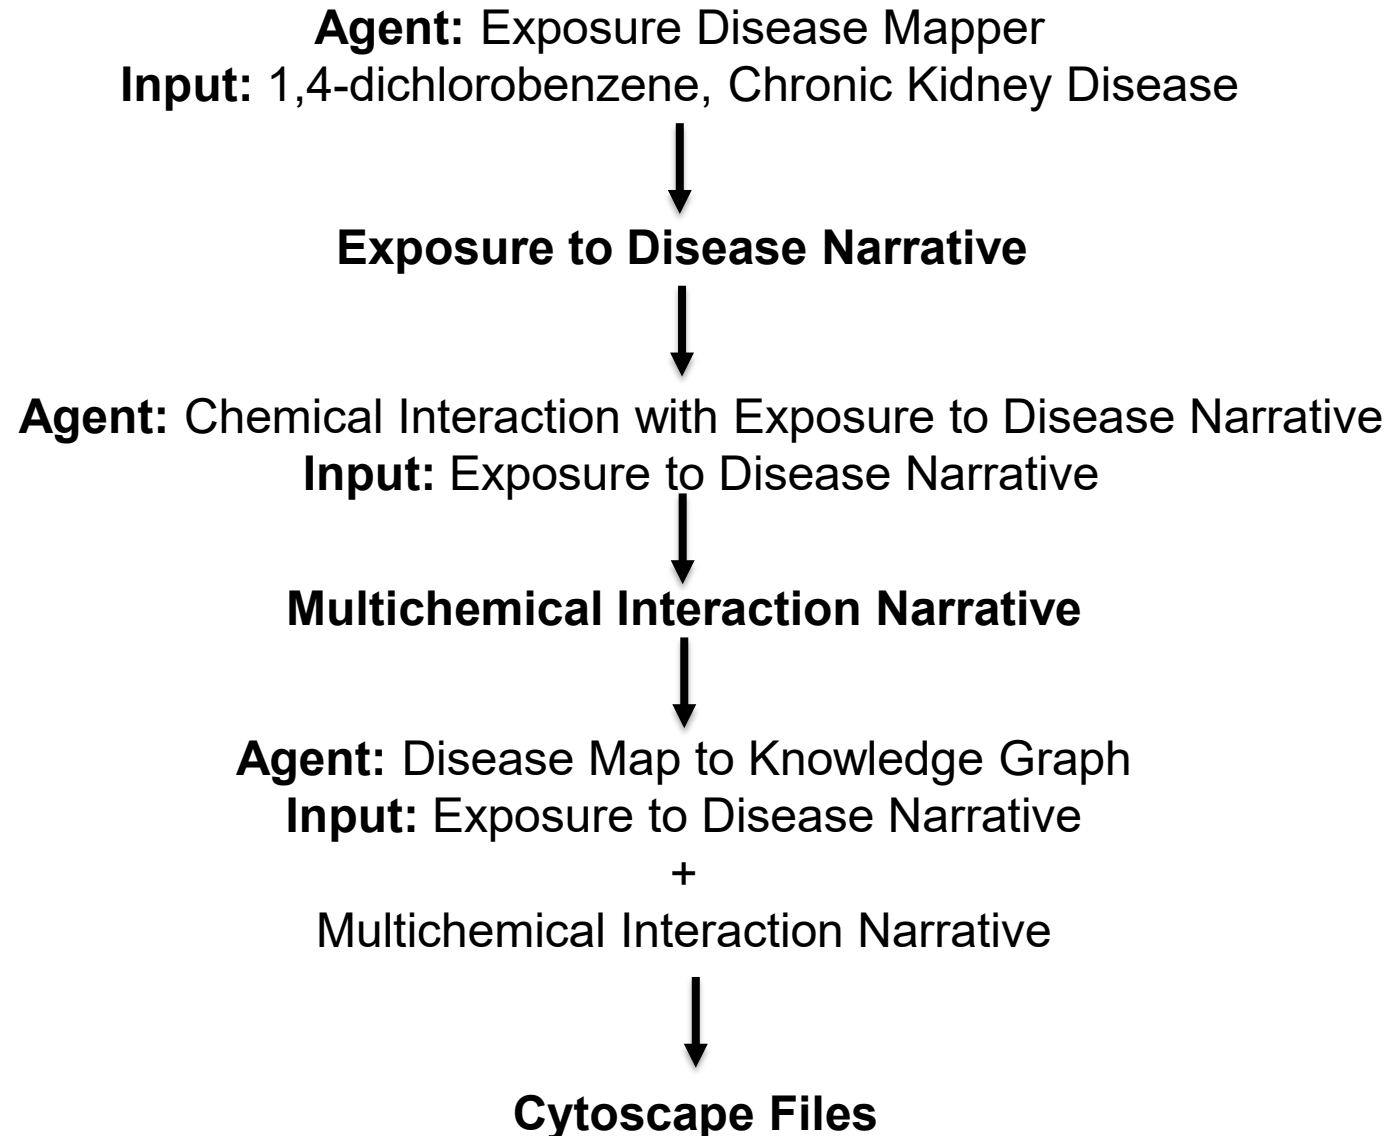 Agent: Exposure Disease Mapper
Input: 1,4-dichlorobenzene, Chronic Kidney Disease
Exposure to Disease Narrative
Agent: Chemical Interaction with Exposure to Disease Narrative
Input: Exposure to Disease Narrative
Multichemical Interaction Narrative
Agent: Disease Map to Knowledge Graph
Input: Exposure to Disease Narrative
+
Multichemical Interaction Narrative
Cytoscape Files